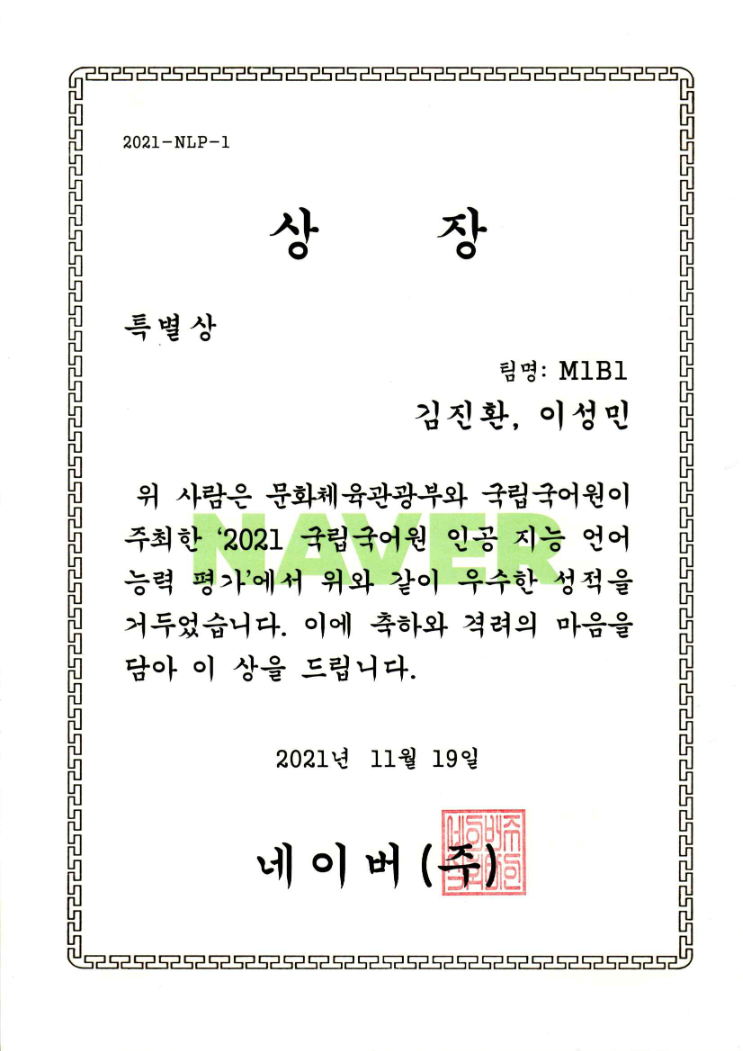 2021-NLP-1
상 장
특별상
팀명: M1B1
김진환, 이성민
위 사람은 문화체육관광부와 국립국어원이
주최한 ‘2021 국립국어원 인공 지능 언어
능력 평가’에서 위와 같이 우수한 성적을
거두었습니다. 이에 축하와 격려의 마음을
담아 이 상을 드립니다.
NAVER
2021년 11월 19일
네이버(주)